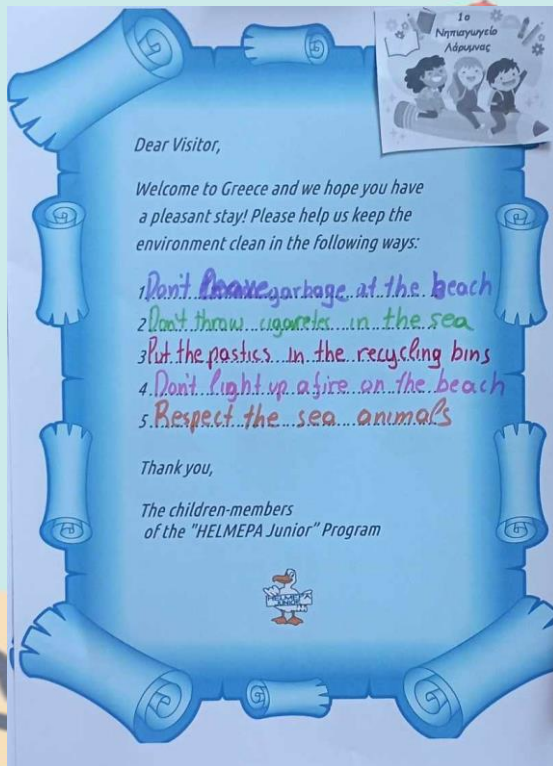 1ο
Νηπιαγωγείο
Λάρυμνας
Dear Visitor,
Welcome to Greece and we hope you have
a pleasant stay! Please help us keep the
environment clean in the following ways:
1. Don't leave garbage at the beach
2. Don't throw cigaretes in the sea
3. Put the pastics in the recycling bins
4. Don't light up a fire on the beach
5. Respect the sea animals
Thank you,
The children-members
of the "HELMEPA Junior" Program
HELMEPA
JUNIOR